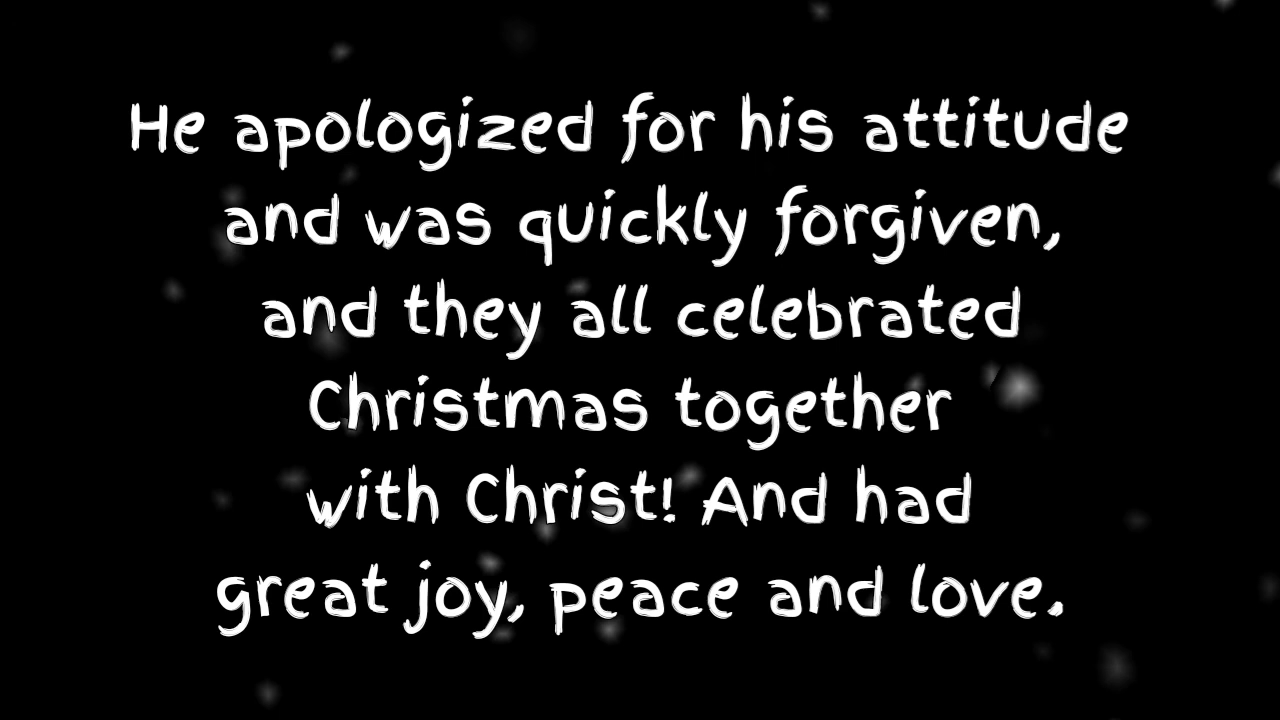 He apologized for his attitude
and was quickly forgiven,
and they all celebrated
Christmas together
with Christ! And had
great joy, peace and love.